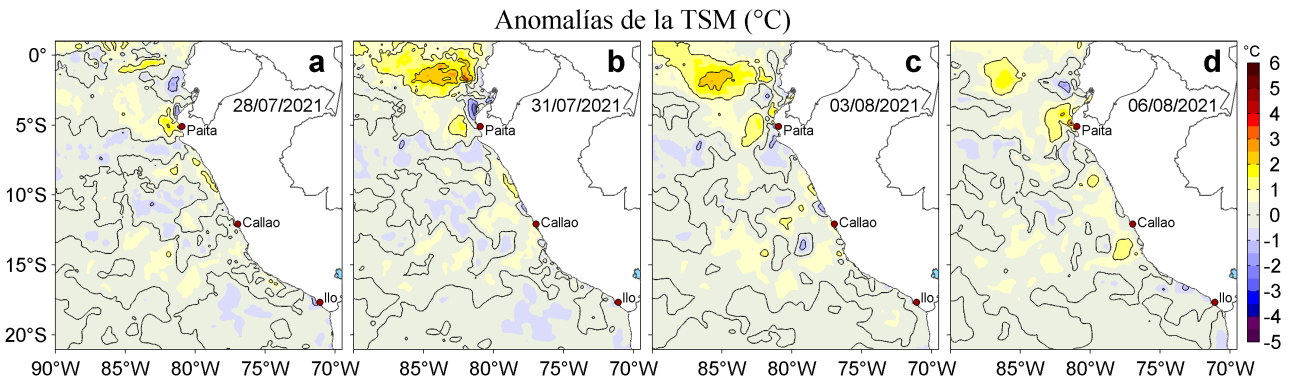 Anomalías de la TSM (°C)
a
28/07/2021
Paita
Callao
Ilo
b
31/07/2021
Paita
Callao
Ilo
c
03/08/2021
Paita
Callao
Ilo
d
06/08/2021
Paita
Callao
Ilo
0°
5°S
10°S
15°S
20°S
90°W 85°W 80°W 75°W 70°W
85°W 80°W 75°W 70°W
85°W 80°W 75°W 70°W
85°W 80°W 75°W 70°W
°C
6
5
4
3
2
1
0
-1
-2
-3
-4
-5